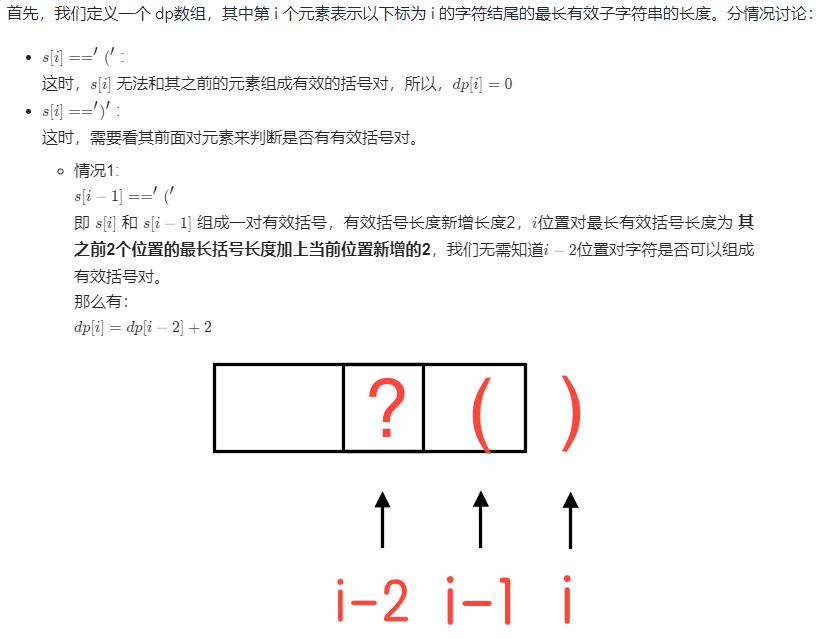 首先，我们定义一个 dp数组，其中第 i 个元素表示以下标为 i 的字符结尾的最长有效子字符串的长度。分情况讨论：
s[i] ==′ (′ :
这时，s[i] 无法和其之前的元素组成有效的括号对，所以，dp[i] = 0
s[i] ==′)′ :
这时，需要看其前面对元素来判断是否有有效括号对。
情况1:
s[i − 1] ==′ (′
即 s[i] 和 s[i − 1] 组成一对有效括号，有效括号长度新增长度2，i位置对最长有效括号长度为 其
之前2个位置的最长括号长度加上当前位置新增的2，我们无需知道i − 2位置对字符是否可以组成
有效括号对。
那么有：
dp[i] = dp[i − 2] + 2
? ( )
i-2 i-1 i